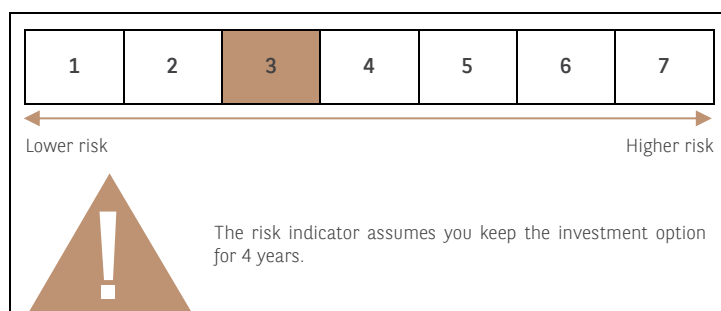 1 2 3 4 5 6 7
Lower risk Higher risk
!
The risk indicator assumes you keep the investment option
for 4 years.